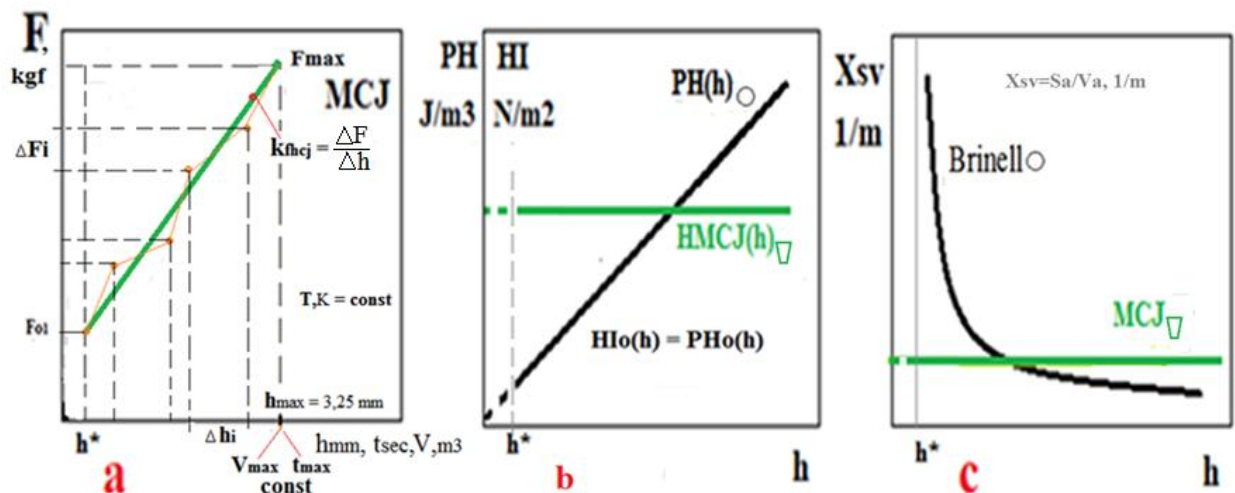 F,
kgf
Fmax
MCJ
ΔFi
kfhcj = ΔF/Δh
T,K = const
F01
hmax = 3,25 mm
h*
Δhi
hmm, tsec,V,m3
Vmax tmax
const
a
PH HI
J/m3 N/m2
PH(h)
HMCJ(h)
HIo(h) = PHo(h)
h*
b
h
Xsv
1/m
Xsv=Sa/Va, 1/m
Brinell
MCJ
h*
c
h